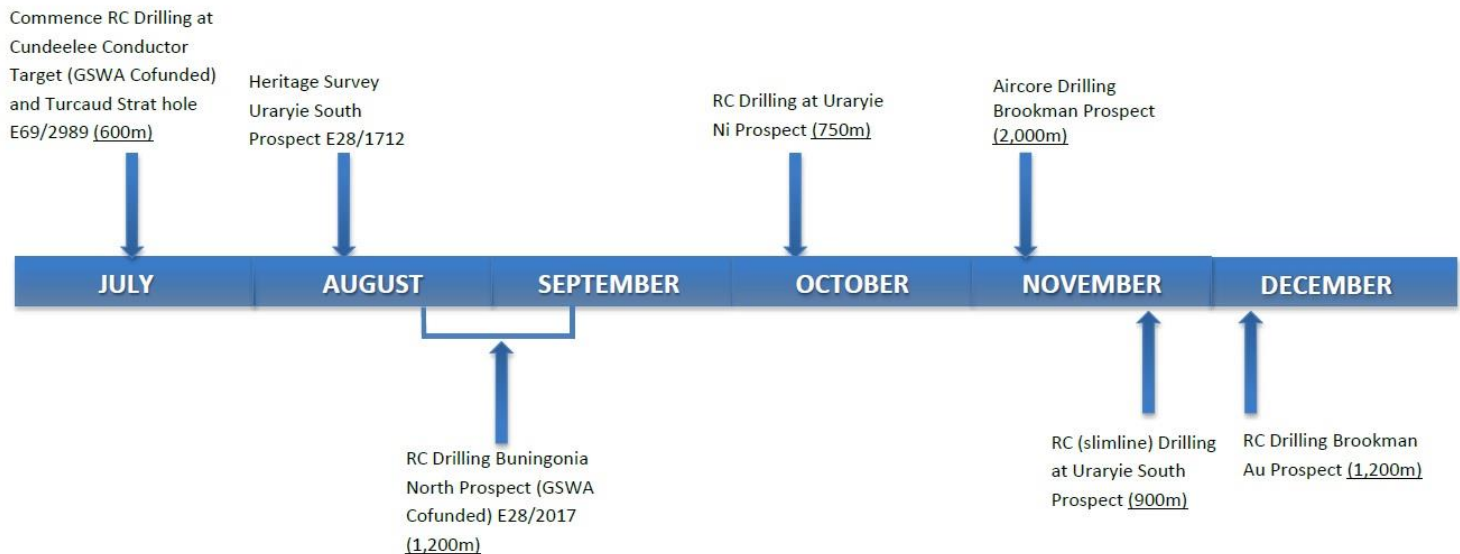 Commence RC Drilling at
Cundeelee Conductor
Target (GSWA Cofunded)
and Turcaud Strat hole
E69/2989 (600m)
Heritage Survey
Uraryie South
Prospect E28/1712
RC Drilling at Uraryie
Ni Prospect (750m)
Aircore Drilling
Brookman Prospect
(2,000m)
JULY
AUGUST
SEPTEMBER
OCTOBER
NOVEMBER
DECEMBER
RC Drilling Buningonia
North Prospect (GSWA
Cofunded) E28/2017
(1,200m)
RC (slimline) Drilling
at Uraryie South
Prospect (900m)
RC Drilling Brookman
Au Prospect (1,200m)